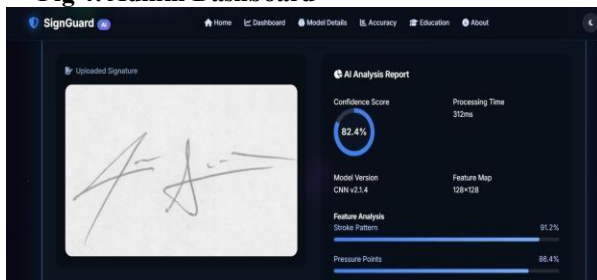 Fig 4. Admin Dashboard
SignGuard AI
Home Dashboard Model Details Accuracy Education About
Uploaded Signature
AI Analysis Report
Confidence Score Processing Time
82.4% 312ms
Model Version Feature Map
CNN v2.1.4 128×128
Feature Analysis
Stroke Pattern 91.2%
Pressure Points 86.4%